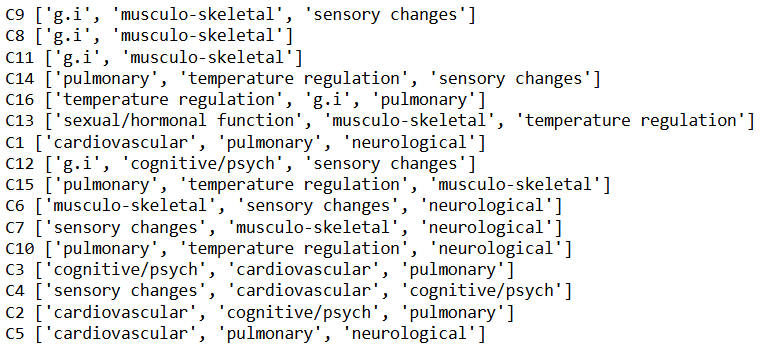 C9 ['g.i', 'musculo-skeletal', 'sensory changes']
C8 ['g.i', 'musculo-skeletal']
C11 ['g.i', 'musculo-skeletal']
C14 ['pulmonary', 'temperature regulation', 'sensory changes']
C16 ['temperature regulation', 'g.i', 'pulmonary']
C13 ['sexual/hormonal function', 'musculo-skeletal', 'temperature regulation']
C1 ['cardiovascular', 'pulmonary', 'neurological']
C12 ['g.i', 'cognitive/psych', 'sensory changes']
C15 ['pulmonary', 'temperature regulation', 'musculo-skeletal']
C6 ['musculo-skeletal', 'sensory changes', 'neurological']
C7 ['sensory changes', 'musculo-skeletal', 'neurological']
C10 ['pulmonary', 'temperature regulation', 'neurological']
C3 ['cognitive/psych', 'cardiovascular', 'pulmonary']
C4 ['sensory changes', 'cardiovascular', 'cognitive/psych']
C2 ['cardiovascular', 'cognitive/psych', 'pulmonary']
C5 ['cardiovascular', 'pulmonary', 'neurological']